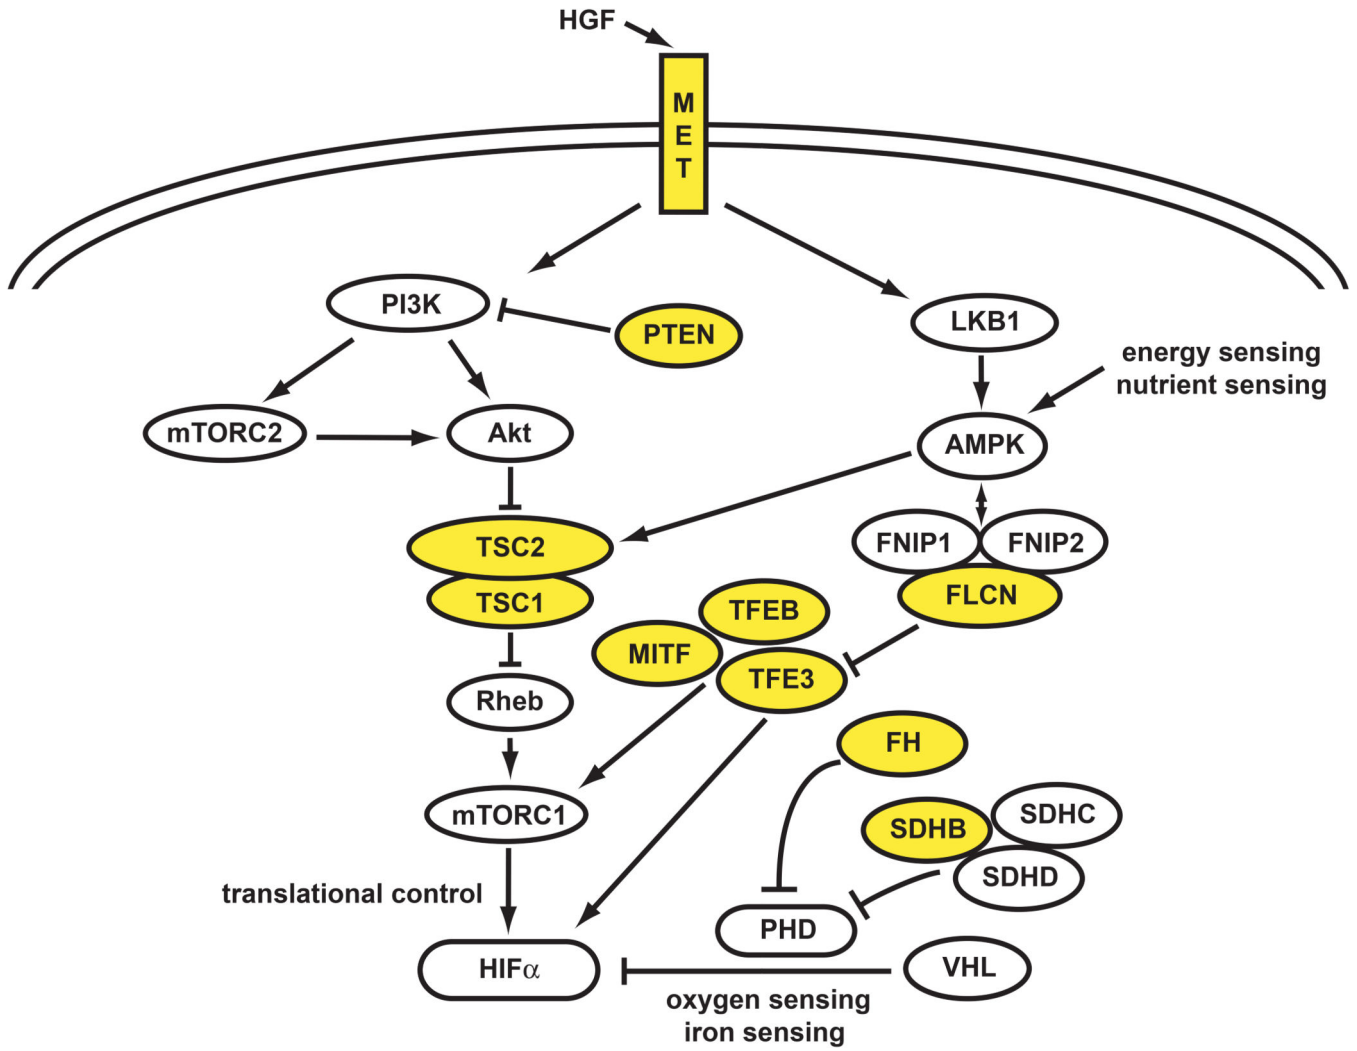 HGF
M
E
T
PI3K
PTEN
LKB1
energy sensing
nutrient sensing
mTORC2
Akt
AMPK
TSC2
FNIP1
FNIP2
TSC1
FLCN
TFEB
MITF
TFE3
Rheb
FH
mTORC1
SDHB
SDHC
SDHD
translational control
PHD
HIFα
VHL
oxygen sensing
iron sensing